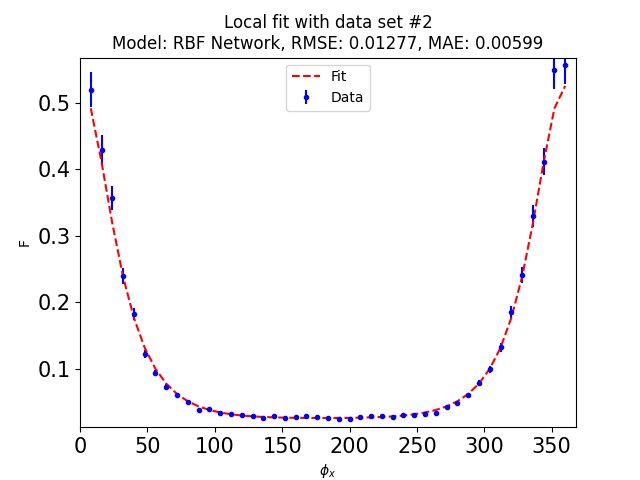 Local fit with data set #2
Model: RBF Network, RMSE: 0.01277, MAE: 0.00599
Fit
Data
0.5
0.4
0.3
0.2
0.1
F
0 50 100 150 200 250 300 350
ϕx